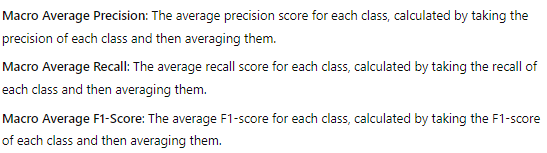 Macro Average Precision: The average precision score for each class, calculated by taking the
precision of each class and then averaging them.
Macro Average Recall: The average recall score for each class, calculated by taking the recall of
each class and then averaging them.
Macro Average F1-Score: The average F1-score for each class, calculated by taking the F1-score
of each class and then averaging them.